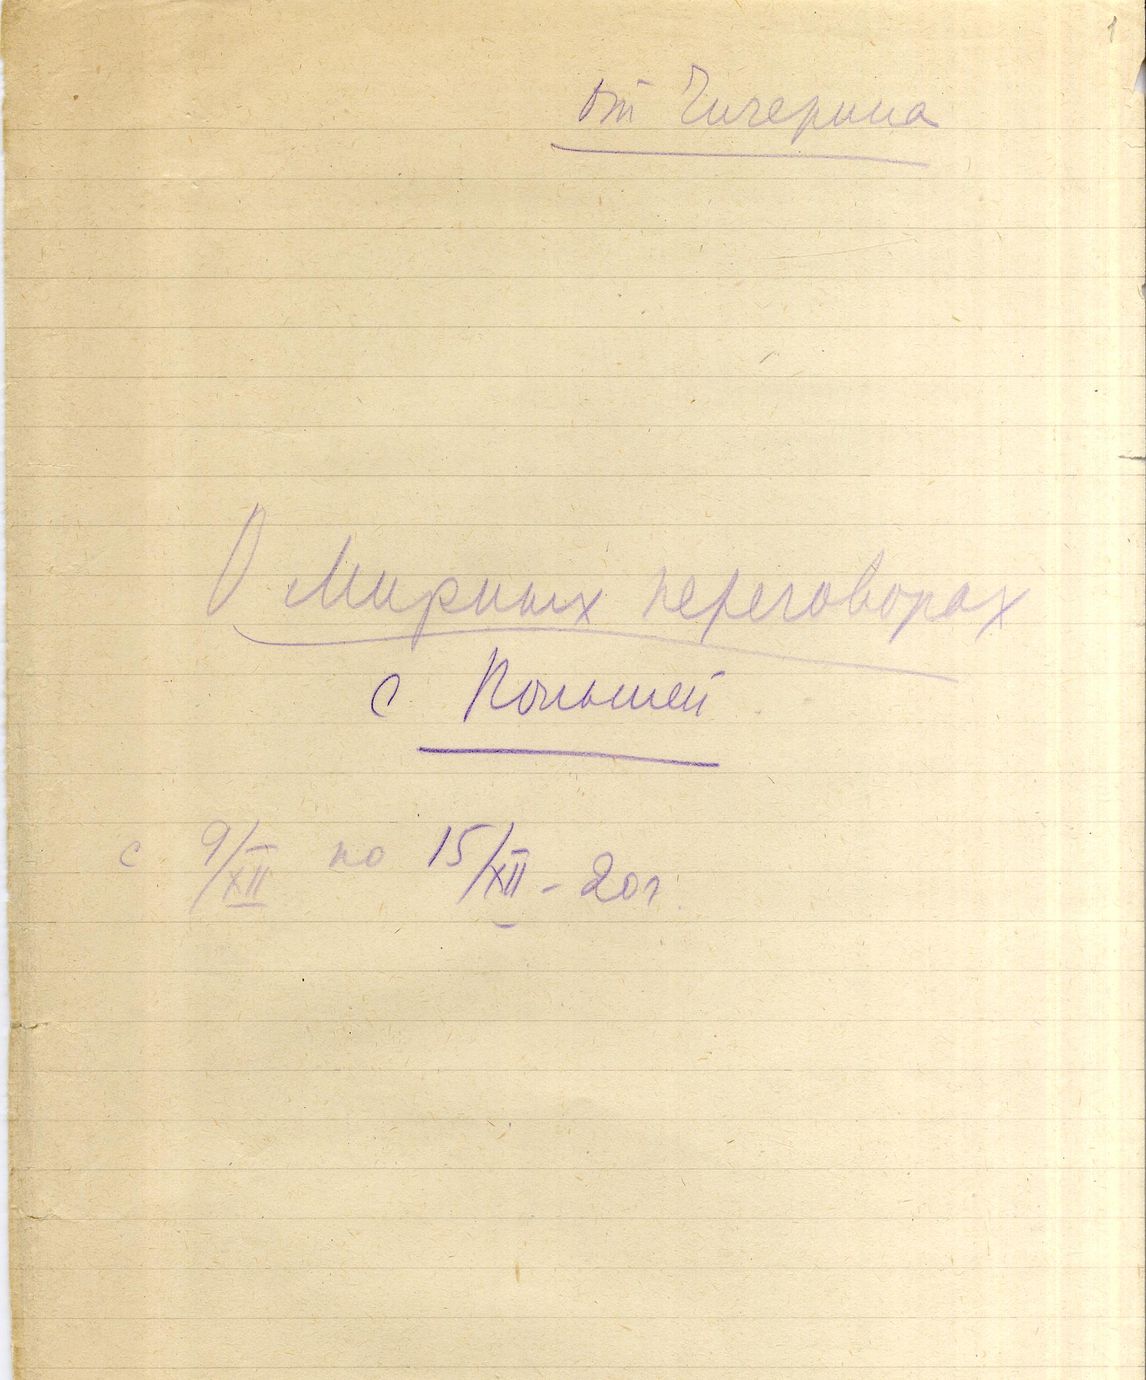 1
от Чичерина
О Мирных переговорах
с Польшей
с 9/XII по 15/XII - 20 г.